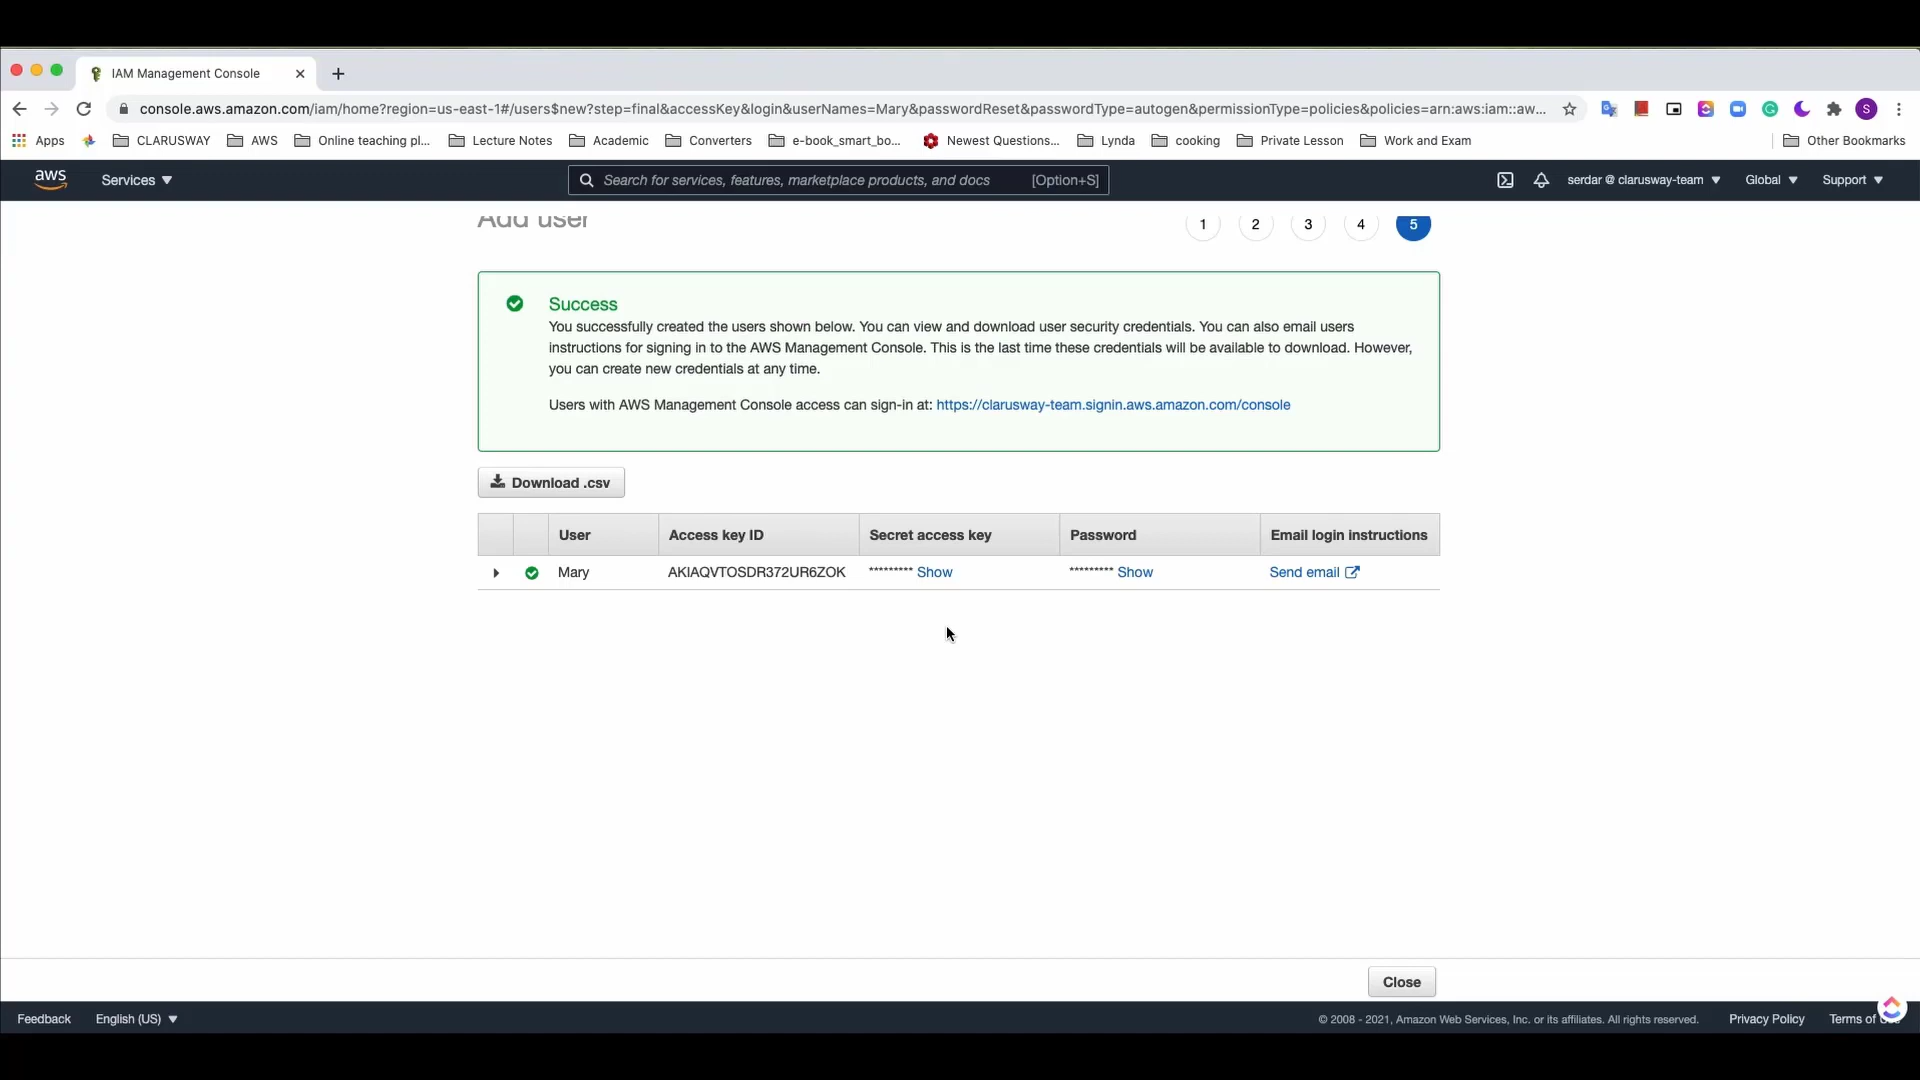 IAM Management Console
console.aws.amazon.com/iam/home?region=us-east-1#/users$new?step=final&accessKey&login&userNames=Mary&passwordReset&passwordType=autogen&permissionType=policies&policies=arn:aws:iam::aw...
S
Apps CLARUSWAY AWS Online teaching pl... Lecture Notes Academic Converters e-book_smart_bo... Newest Questions... Lynda cooking Private Lesson Work and Exam Other Bookmarks
aws Services Search for services, features, marketplace products, and docs [Option+S] serdar @ clarusway-team Global Support
Add user 1 2 3 4 5
Success
You successfully created the users shown below. You can view and download user security credentials. You can also email users
instructions for signing in to the AWS Management Console. This is the last time these credentials will be available to download. However,
you can create new credentials at any time.
Users with AWS Management Console access can sign-in at: https://clarusway-team.signin.aws.amazon.com/console
Download .csv
User Access key ID Secret access key Password Email login instructions
Mary AKIAQVTOSDR372UR6ZOK ********* Show ********* Show Send email
Close
Feedback English (US) © 2008 - 2021, Amazon Web Services, Inc. or its affiliates. All rights reserved. Privacy Policy Terms of